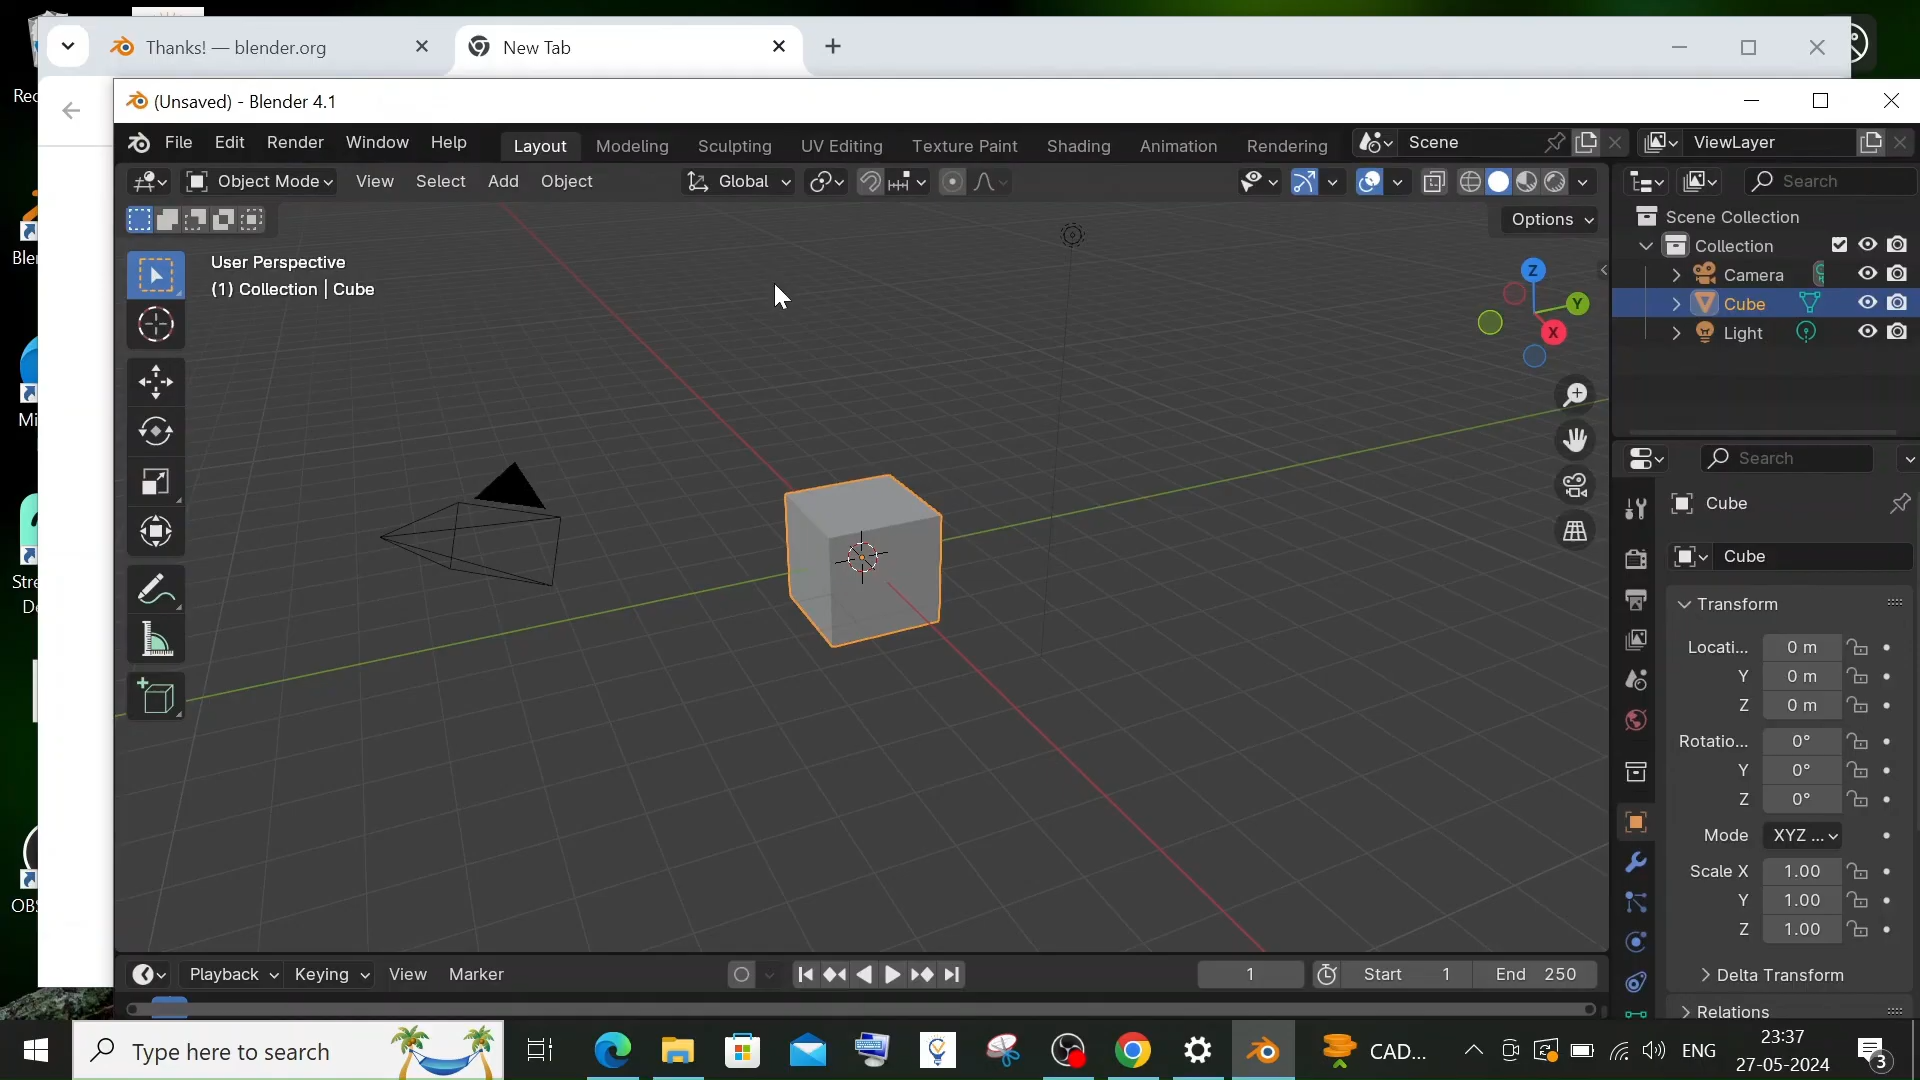 Thanks! — blender.org
New Tab
(Unsaved) - Blender 4.1
File Edit Render Window Help Layout Modeling Sculpting UV Editing Texture Paint Shading Animation Rendering Scene ViewLayer
Object Mode View Select Add Object Global Search
Options
User Perspective
(1) Collection | Cube
Z
Y
X
Scene Collection
Collection
Camera
Cube
Light
Search
Cube
Cube
Transform
Locati... 0 m
Y 0 m
Z 0 m
Rotatio... 0°
Y 0°
Z 0°
Mode XYZ ...
Scale X 1.00
Y 1.00
Z 1.00
Delta Transform
Relations
Playback Keying View Marker 1 Start 1 End 250
Type here to search
CAD...
ENG
23:37
27-05-2024
3